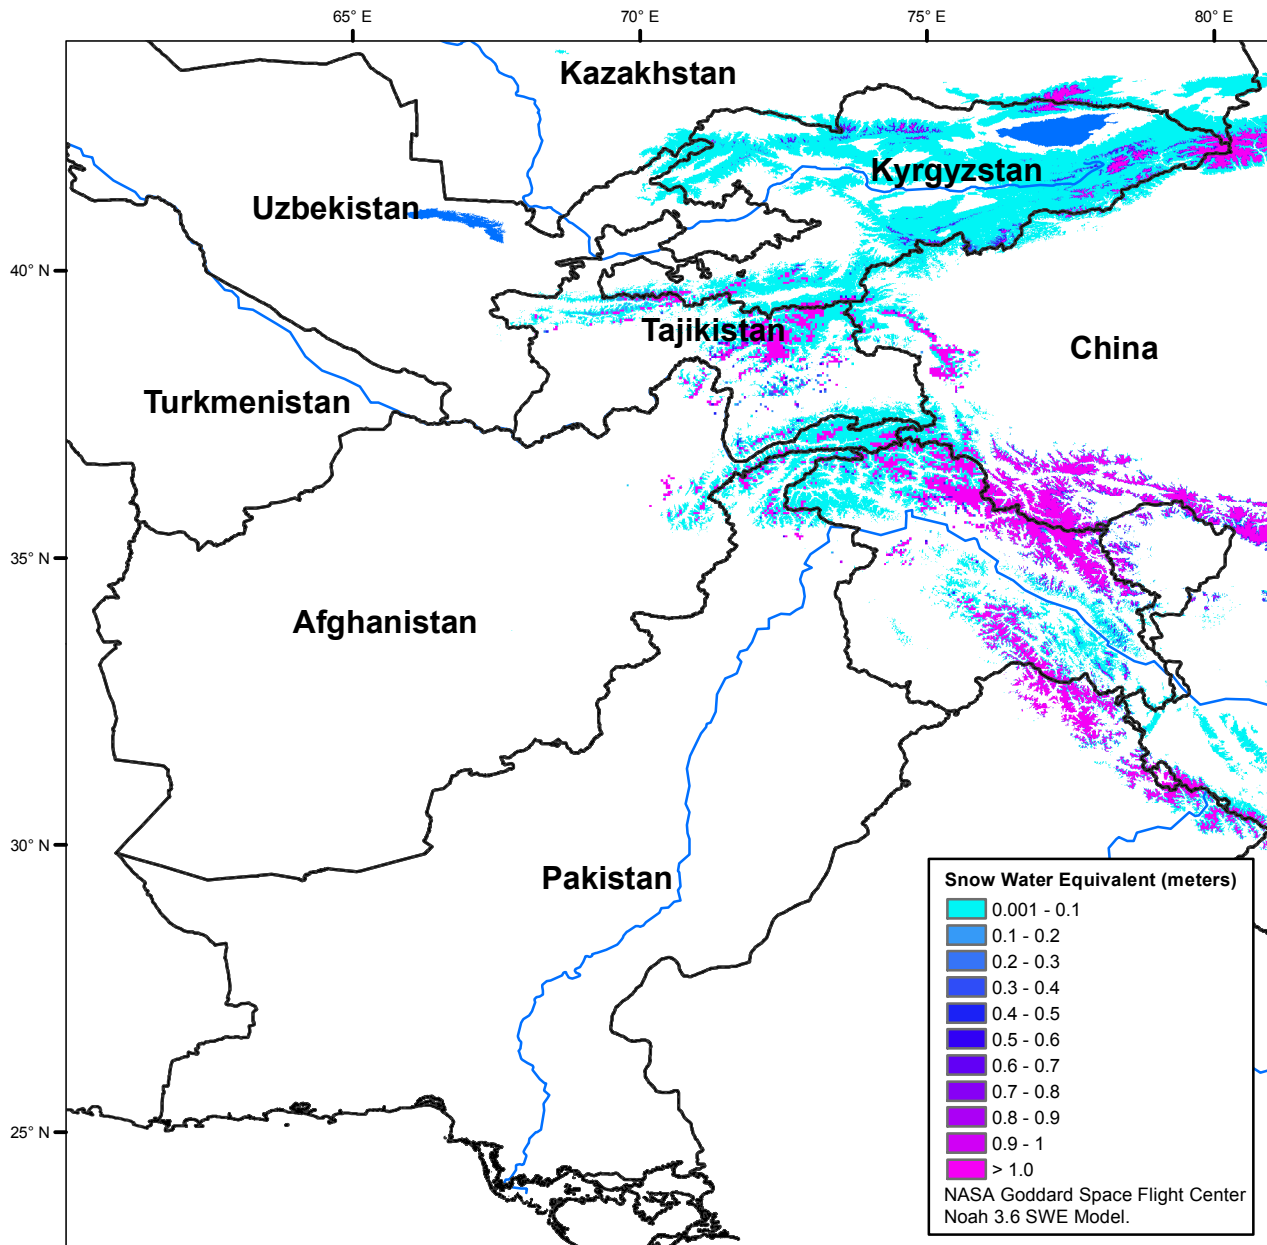 65° E
70° E
75° E
80° E
Kazakhstan
Kyrgyzstan
Uzbekistan
40° N
Tajikistan
China
Turkmenistan
35° N
Afghanistan
30° N
Pakistan
25° N
Snow Water Equivalent (meters)
0.001 - 0.1
0.1 - 0.2
0.2 - 0.3
0.3 - 0.4
0.4 - 0.5
0.5 - 0.6
0.6 - 0.7
0.7 - 0.8
0.8 - 0.9
0.9 - 1
> 1.0
NASA Goddard Space Flight Center
Noah 3.6 SWE Model.